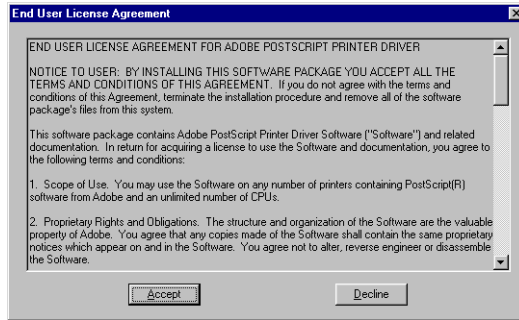 End User License Agreement
END USER LICENSE AGREEMENT FOR ADOBE POSTSCRIPT PRINTER DRIVER
NOTICE TO USER: BY INSTALLING THIS SOFTWARE PACKAGE YOU ACCEPT ALL THE
TERMS AND CONDITIONS OF THIS AGREEMENT. If you do not agree with the terms and
conditions of this Agreement, terminate the installation procedure and remove all of the software
package's files from this system.
This software package contains Adobe PostScript Printer Driver Software ("Software") and related
documentation. In return for acquiring a license to use the Software and documentation, you agree to
the following terms and conditions:
1. Scope of Use. You may use the Software on any number of printers containing PostScript(R)
software from Adobe and an unlimited number of CPUs.
2. Proprietary Rights and Obligations. The structure and organization of the Software are the valuable
property of Adobe. You agree that any copies made of the Software shall contain the same proprietary
notices which appear on and in the Software. You agree not to alter, reverse engineer or disassemble
the Software.
Accept
Decline